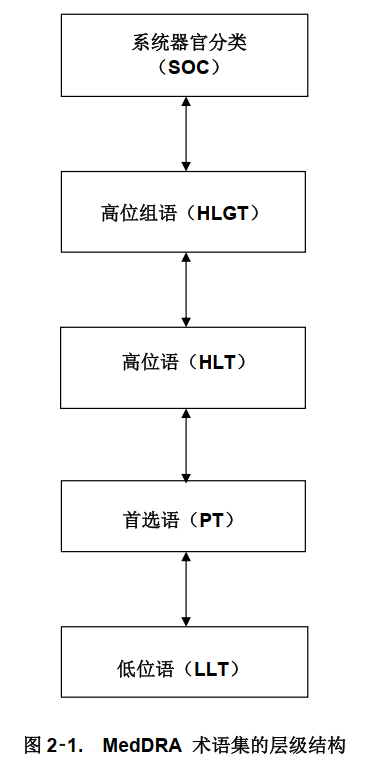 系统器官分类
（SOC）
高位组语（HLGT）
高位语（HLT）
首选语（PT）
低位语（LLT）
图 2-1. MedDRA 术语集的层级结构